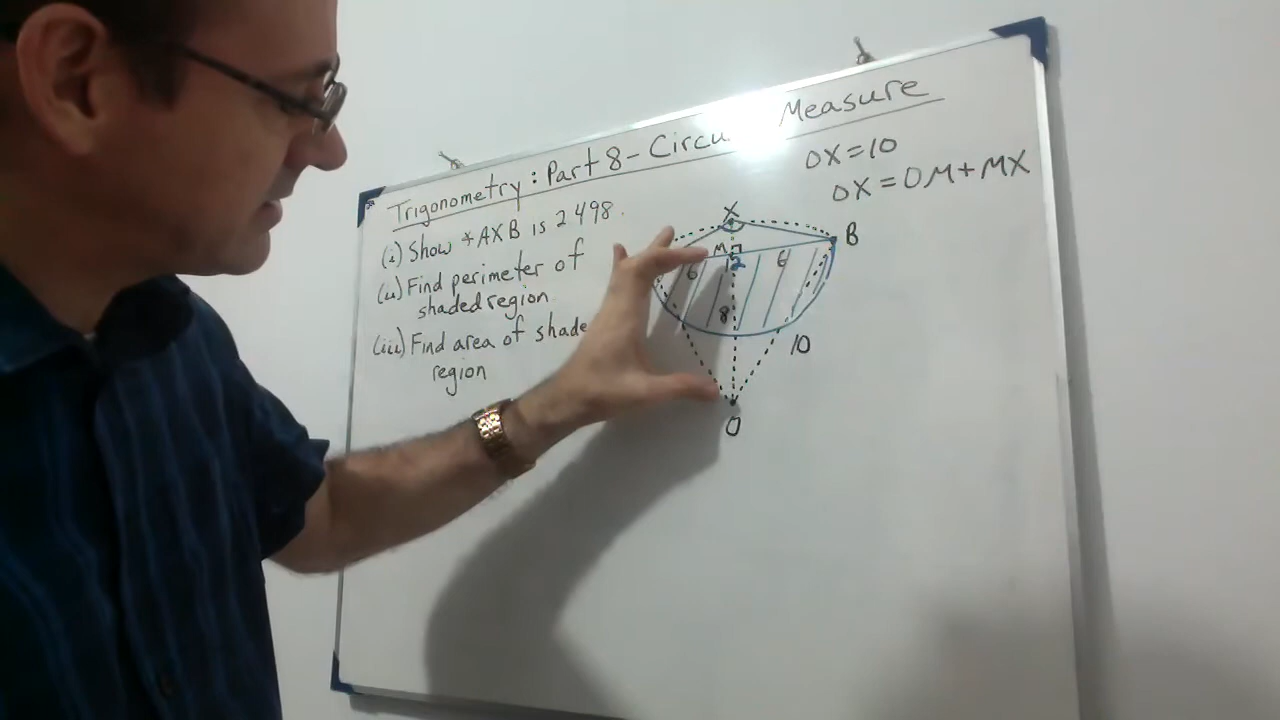 Trigonometry: Part 8 - Circu Measure
OX = 10
OX = OM + MX
(i) Show ∡AXB is 2.498.
(ii) Find perimeter of
shaded region
(iii) Find area of shade
region
X
B
M
6
12
6
8
10
O